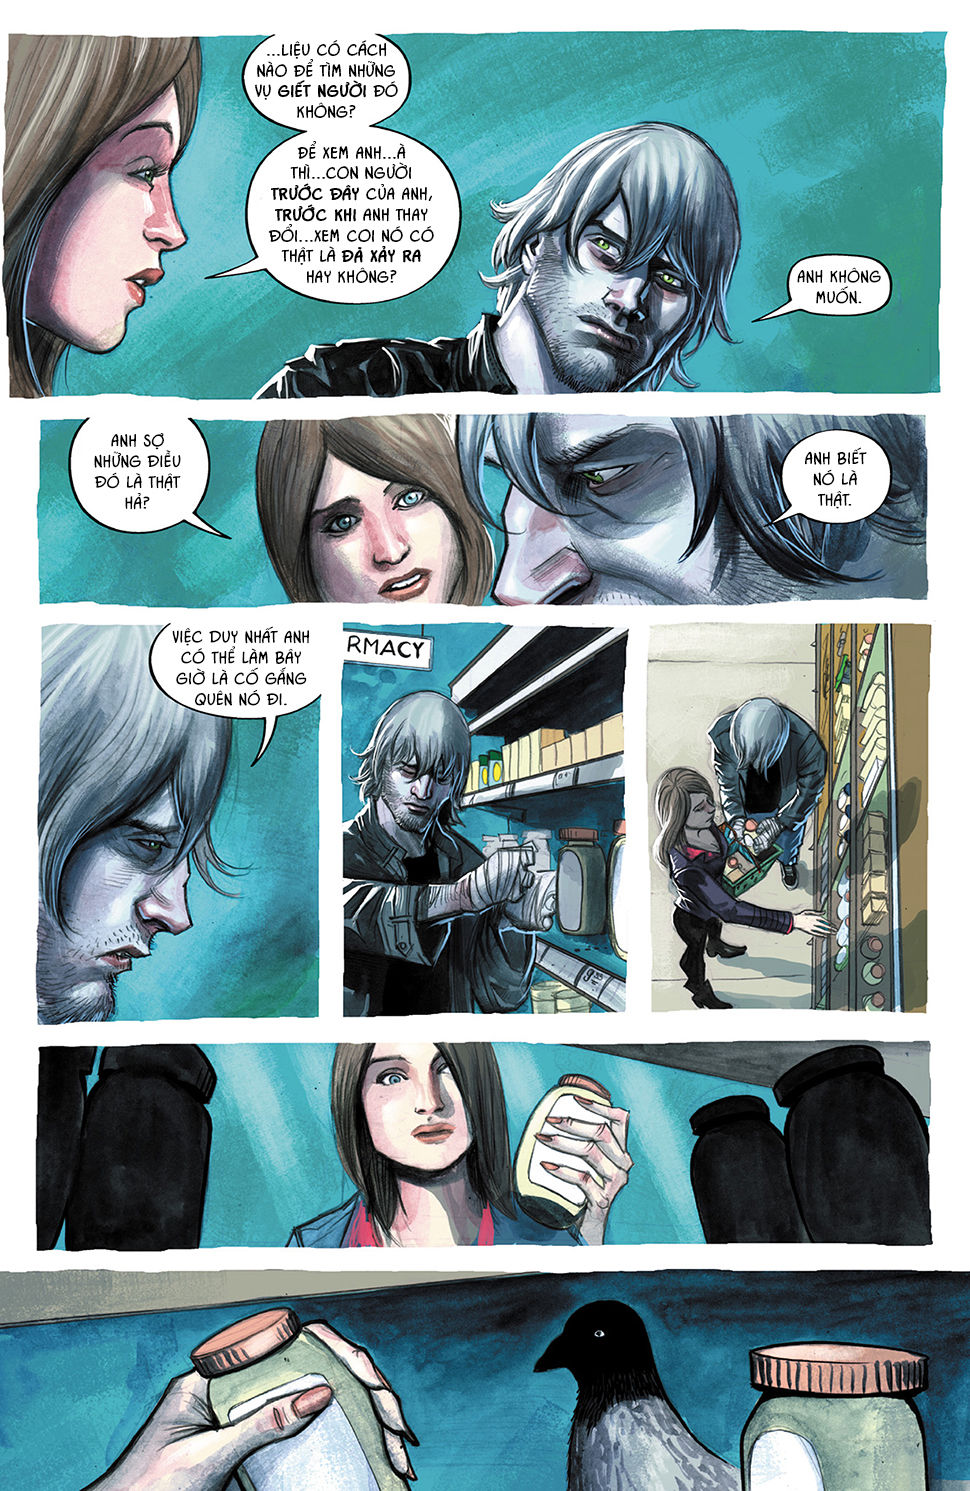 ...LIỆU CÓ CÁCH
NÀO ĐỂ TÌM NHỮNG
VỤ GIẾT NGƯỜI ĐÓ
KHÔNG?
ĐỂ XEM ANH...À
THÌ...CON NGƯỜI
TRƯỚC ĐÂY CỦA ANH,
TRƯỚC KHI ANH THAY
ĐỔI...XEM COI NÓ CÓ
THẬT LÀ ĐẢ XẢY RA
HAY KHÔNG?
ANH KHÔNG
MUỐN.
ANH SỢ
NHỮNG ĐIỀU
ĐÓ LÀ THẬT
HẢ?
ANH BIẾT
NÓ LÀ
THẬT.
VIỆC DUY NHẤT ANH
CÓ THỂ LÀM BÂY
GIỜ LÀ CỐ GẮNG
QUÊN NÓ ĐI.
RMACY